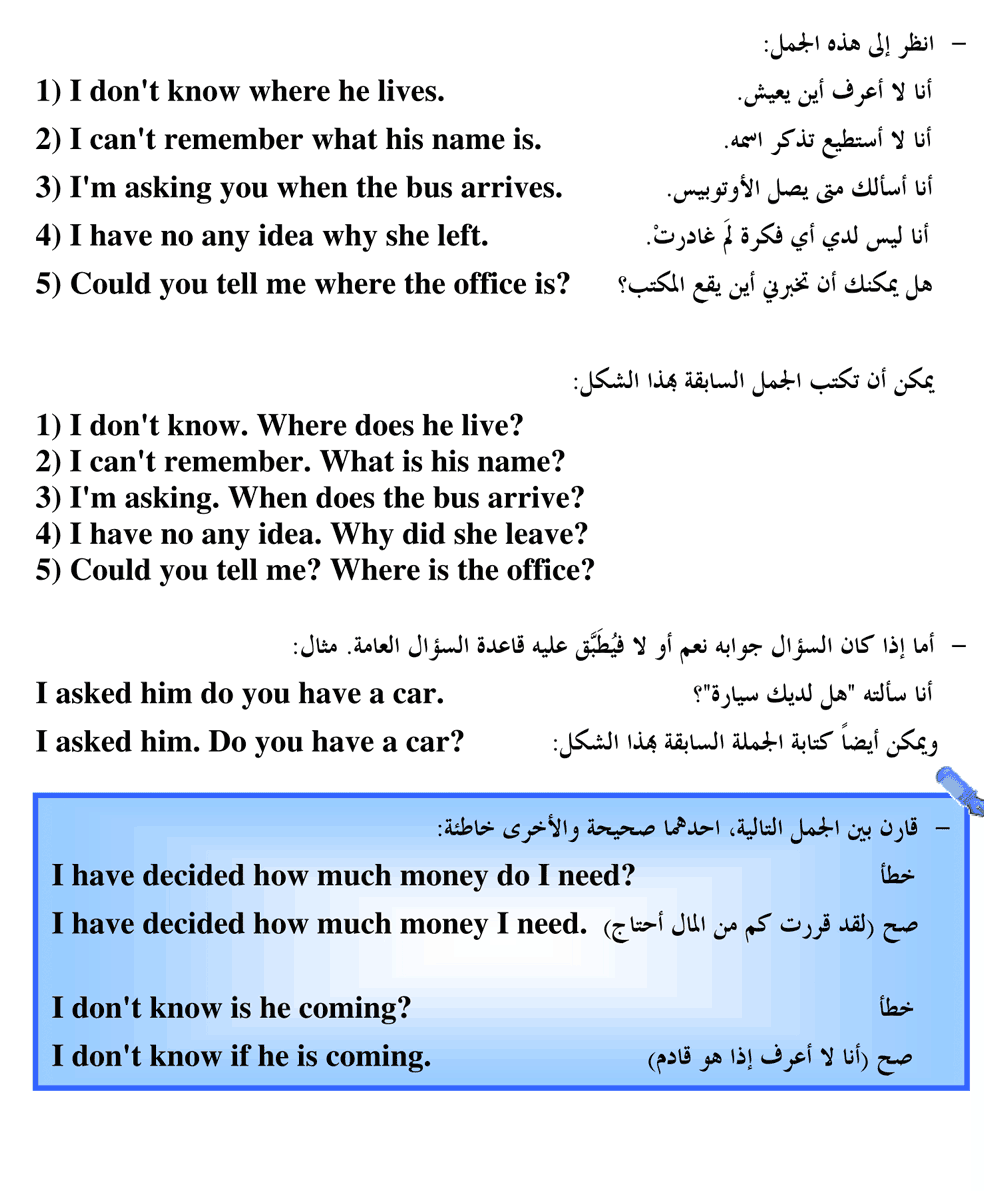 – انظر إلى هذه الجمل:
1) I don't know where he lives. أنا لا أعرف أين يعيش.
2) I can't remember what his name is. أنا لا أستطيع تذكر اسمه.
3) I'm asking you when the bus arrives. أنا أسألك متى يصل الأوتوبيس.
4) I have no any idea why she left. أنا ليس لدي أي فكرة لَم غادرتْ.
5) Could you tell me where the office is? هل يمكنك أن تخبرني أين يقع المكتب؟
يمكن أن تكتب الجمل السابقة بهذا الشكل:
1) I don't know. Where does he live?
2) I can't remember. What is his name?
3) I'm asking. When does the bus arrive?
4) I have no any idea. Why did she leave?
5) Could you tell me? Where is the office?
– أما إذا كان السؤال جوابه نعم أو لا فيُطَبَّق عليه قاعدة السؤال العامة. مثال:
I asked him do you have a car. أنا سألته "هل لديك سيارة"؟
I asked him. Do you have a car? ويمكن أيضاً كتابة الجملة السابقة بهذا الشكل:
– قارن بين الجمل التالية، احدهما صحيحة والأخرى خاطئة:
I have decided how much money do I need? خطأ
I have decided how much money I need. صح (لقد قررت كم من المال أحتاج)
I don't know is he coming? خطأ
I don't know if he is coming. صح (أنا لا أعرف إذا هو قادم)